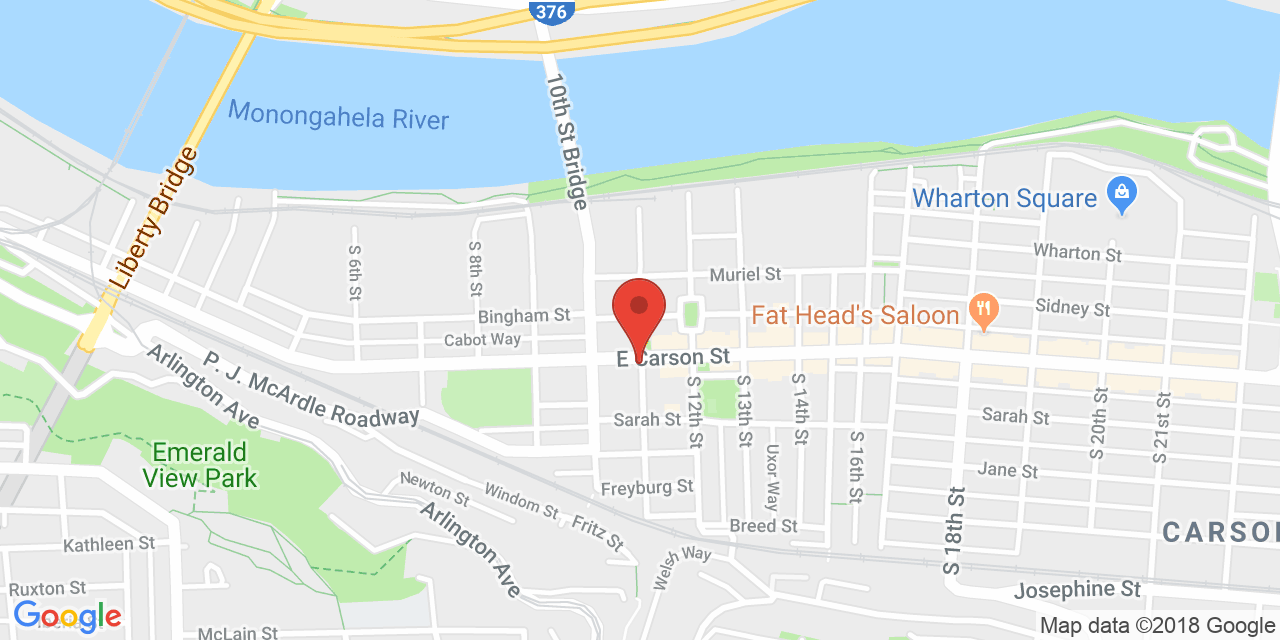 376
10th St Bridge
Monongahela River
Liberty Bridge
Wharton Square
Wharton St
S 6th St
S 8th St
Muriel St
Sidney St
Bingham St
Fat Head's Saloon
Cabot Way
E Carson St
Arlington Ave
P. J. McArdle Roadway
S 12th St
S 13th St
S 14th St
S 20th St
S 21st St
Sarah St
Sarah St
Emerald
View Park
Uxor Way
S 16th St
Jane St
Newton St
Windom St
Freyburg St
Fritz St
Breed St
S 18th St
CARSO
Arlington Ave
Kathleen St
Welsh Way
Ruxton St
Josephine St
Google
McLain St
Map data ©2018 Google